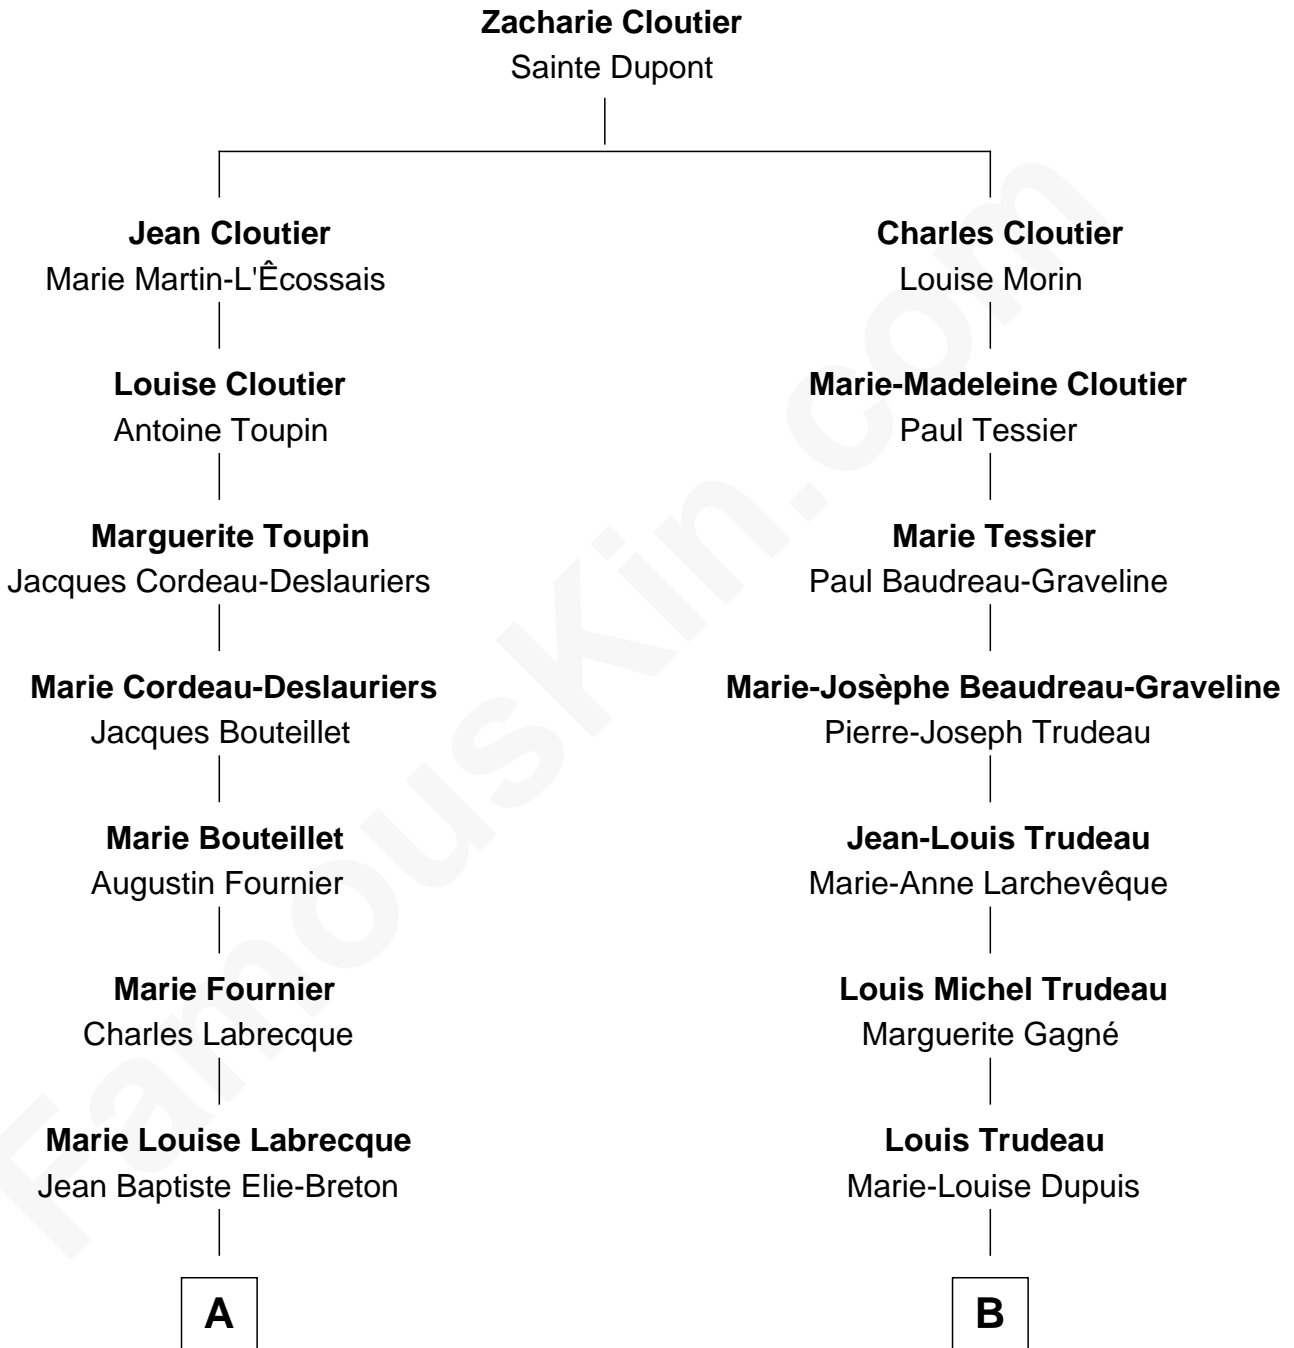 Zacharie Cloutier
Sainte Dupont
Jean Cloutier
Marie Martin-L'Êcossais
Louise Cloutier
Antoine Toupin
Marguerite Toupin
Jacques Cordeau-Deslauriers
Marie Cordeau-Deslauriers
Jacques Bouteillet
Marie Bouteillet
Augustin Fournier
Marie Fournier
Charles Labrecque
Marie Louise Labrecque
Jean Baptiste Elie-Breton
A
Charles Cloutier
Louise Morin
Marie-Madeleine Cloutier
Paul Tessier
Marie Tessier
Paul Baudreau-Graveline
Marie-Josèphe Beaudreau-Graveline
Pierre-Joseph Trudeau
Jean-Louis Trudeau
Marie-Anne Larchevêque
Louis Michel Trudeau
Marguerite Gagné
Louis Trudeau
Marie-Louise Dupuis
B
FamousKin.com